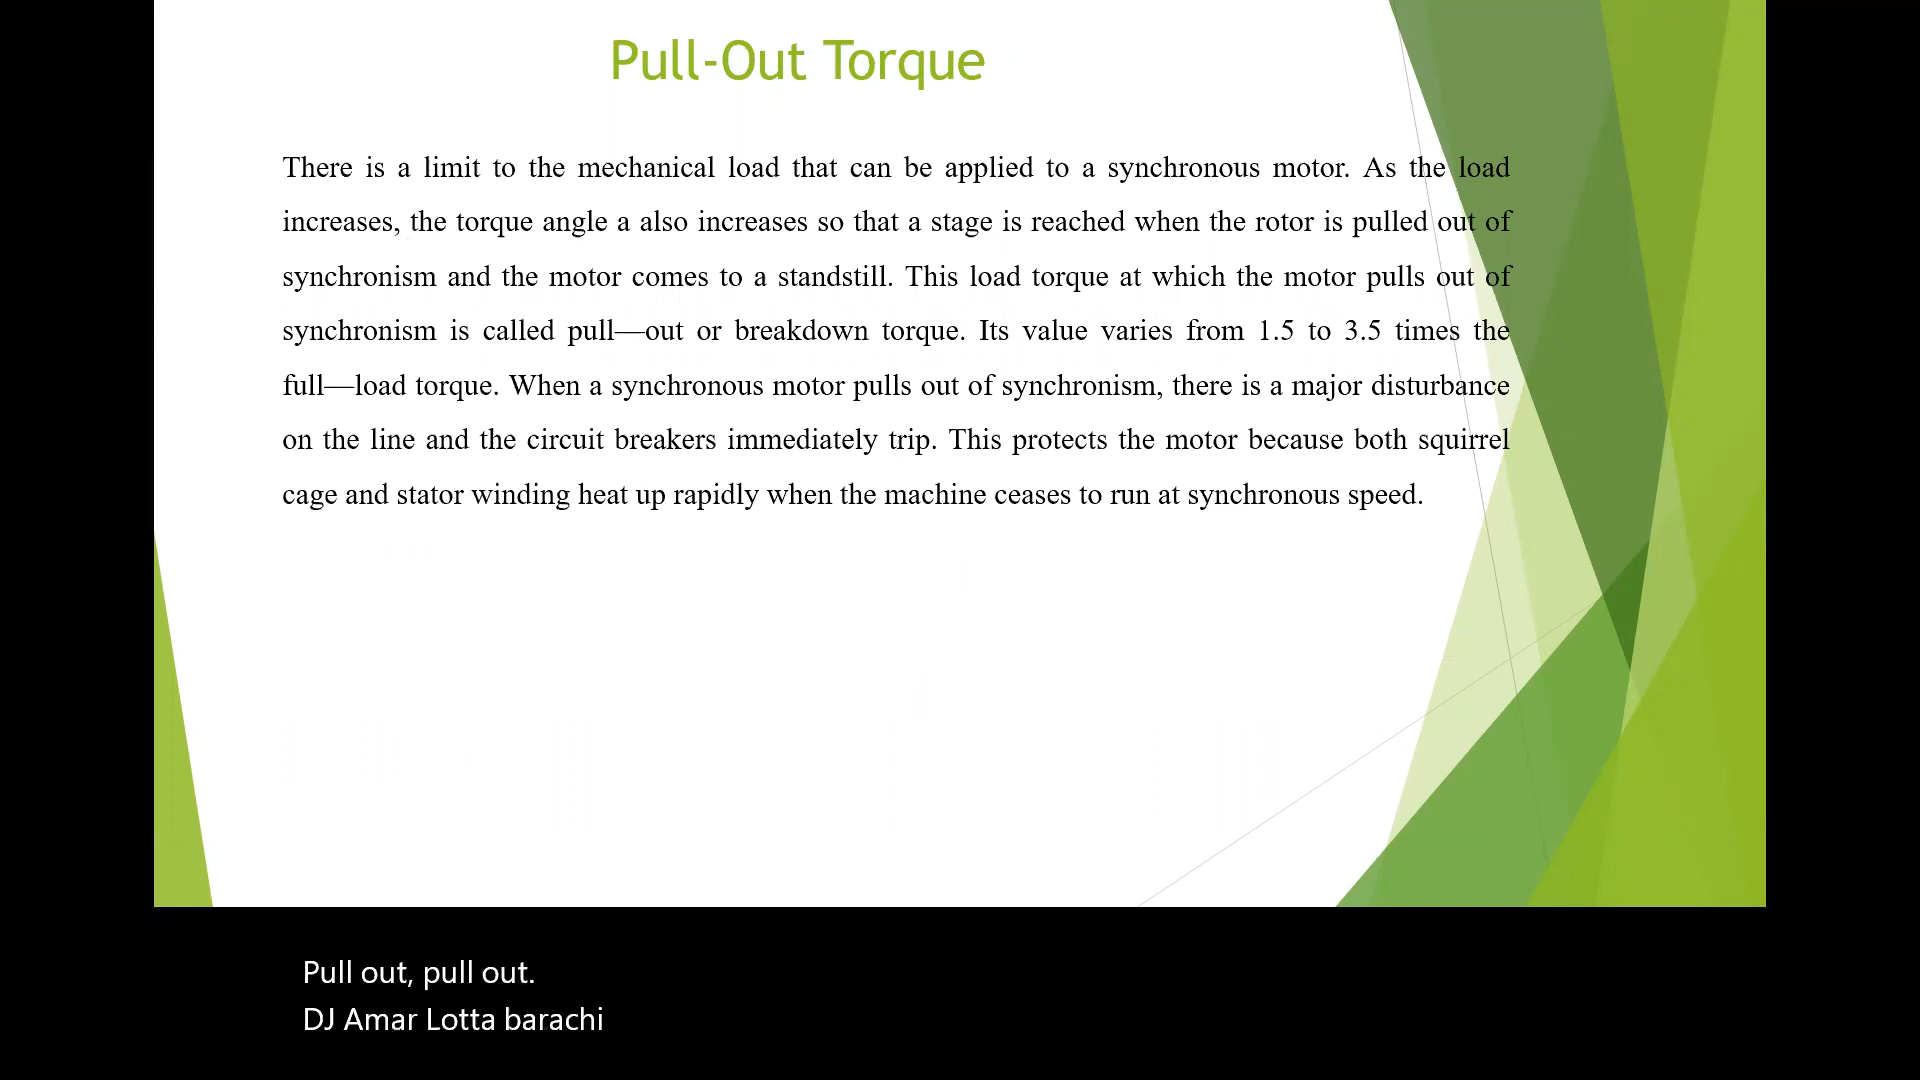 Pull-Out Torque
There is a limit to the mechanical load that can be applied to a synchronous motor. As the load
increases, the torque angle a also increases so that a stage is reached when the rotor is pulled out of
synchronism and the motor comes to a standstill. This load torque at which the motor pulls out of
synchronism is called pull—out or breakdown torque. Its value varies from 1.5 to 3.5 times the
full—load torque. When a synchronous motor pulls out of synchronism, there is a major disturbance
on the line and the circuit breakers immediately trip. This protects the motor because both squirrel
cage and stator winding heat up rapidly when the machine ceases to run at synchronous speed.
Pull out, pull out.
DJ Amar Lotta barachi